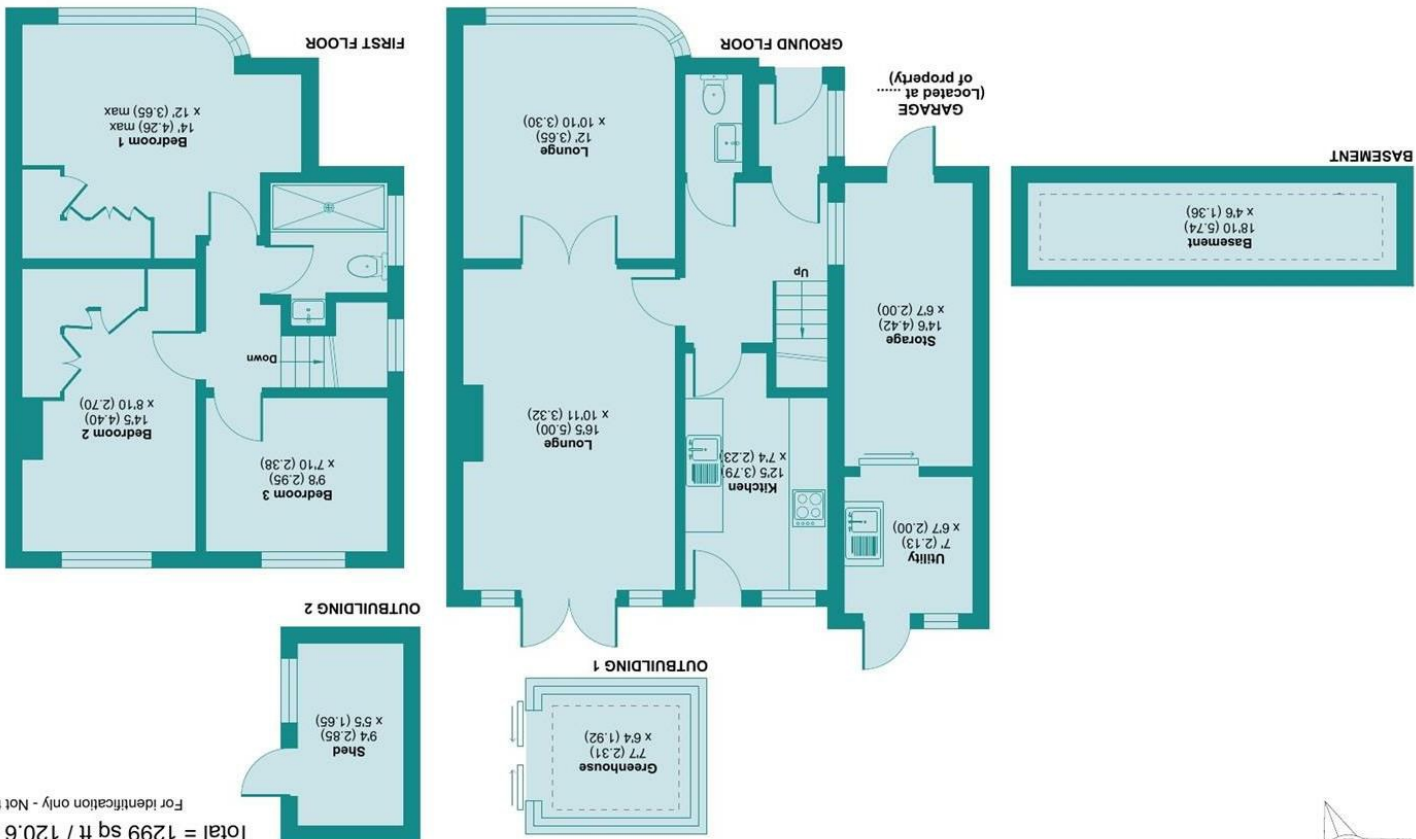 Total = 1299 sq ft / 120.6
For identification only - Not
Greenhouse
7'7 (2.31)
x 6'4 (1.92)
OUTBUILDING 1
Shed
9'4 (2.85)
x 5'5 (1.65)
OUTBUILDING 2
Utility
7' (2.13)
x 6'7 (2.00)
Storage
14'6 (4.42)
x 6'7 (2.00)
GARAGE
(Located at ......
of property)
Kitchen
12'5 (3.79)
x 7'4 (2.23)
Lounge
16'5 (5.00)
x 10'11 (3.32)
Up
Lounge
12' (3.65)
x 10'10 (3.30)
GROUND FLOOR
Bedroom 3
9'8 (2.95)
x 7'10 (2.38)
Bedroom 2
14'5 (4.40)
x 8'10 (2.70)
Down
Bedroom 1
14' (4.26) max
x 12' (3.65) max
FIRST FLOOR
Basement
18'10 (5.74)
x 4'6 (1.36)
BASEMENT